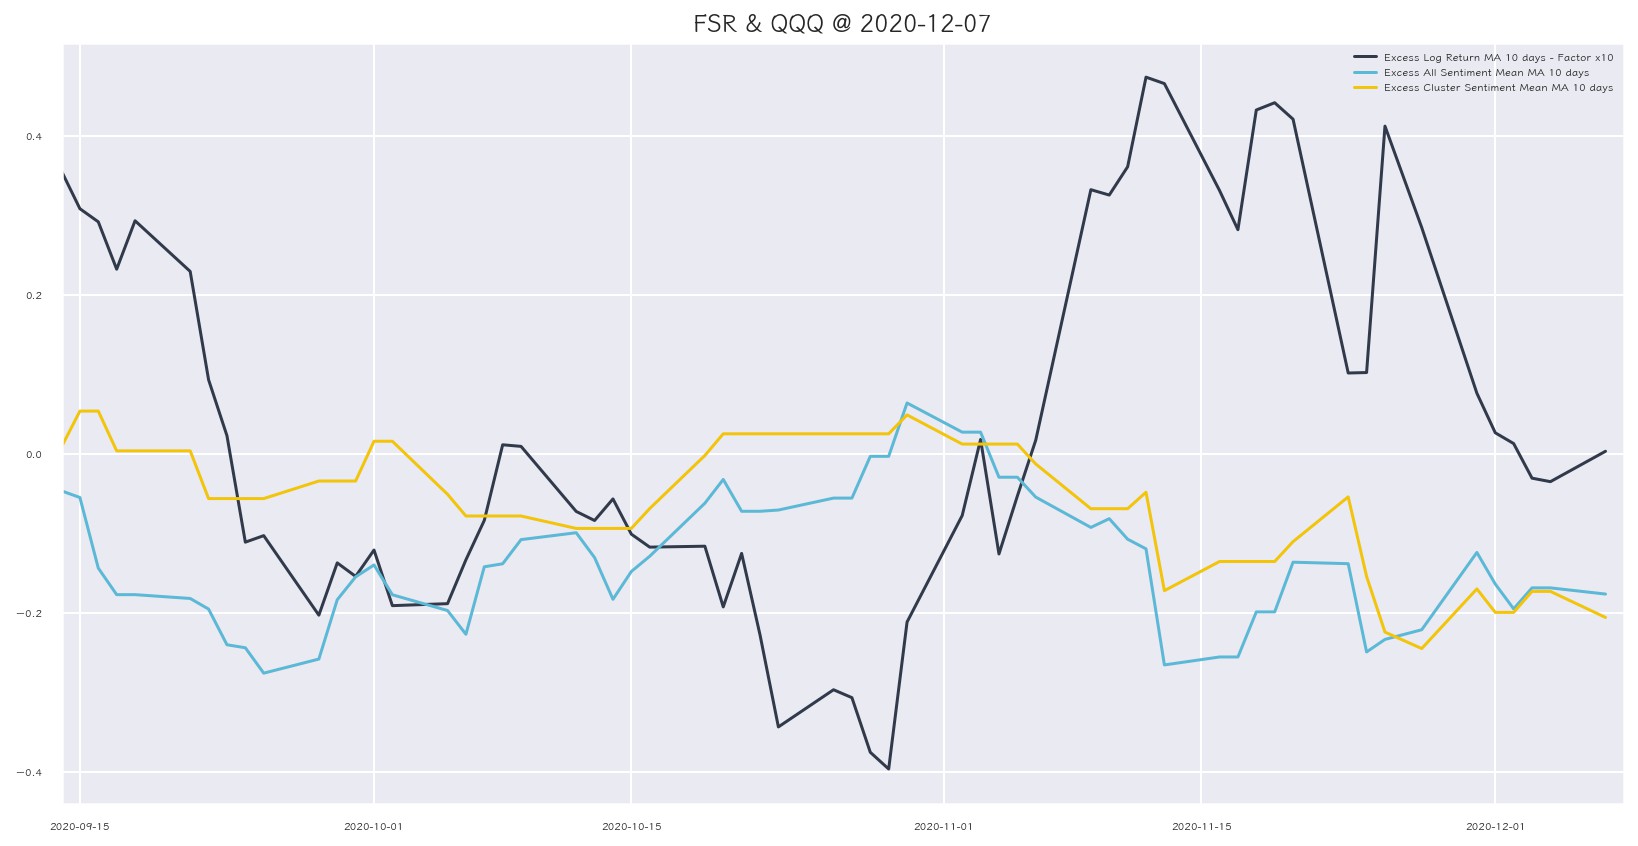 FSR & QQQ @ 2020-12-07
Excess Log Return MA 10 days - Factor x10
Excess All Sentiment Mean MA 10 days
Excess Cluster Sentiment Mean MA 10 days
0.4
0.2
0.0
−0.2
−0.4
2020-09-15 2020-10-01 2020-10-15 2020-11-01 2020-11-15 2020-12-01